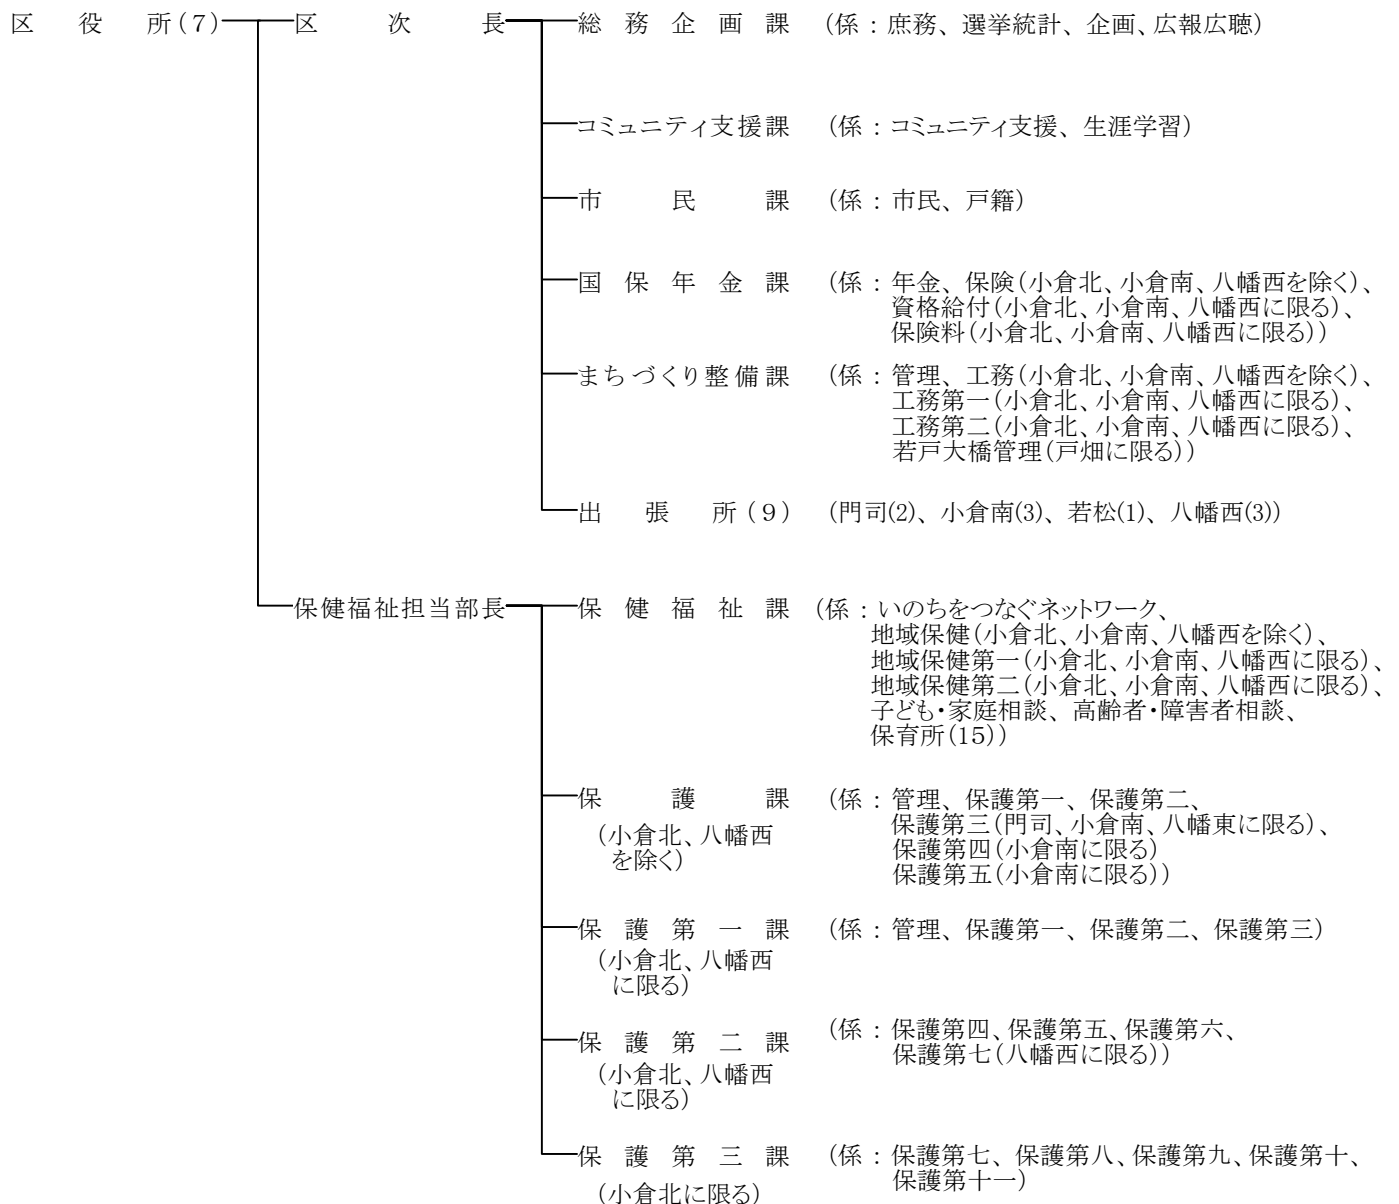 区役所(7) 区次長 総務企画課 (係：庶務、選挙統計、企画、広報広聴)
コミュニティ支援課 (係：コミュニティ支援、生涯学習)
市民課 (係：市民、戸籍)
国保年金課 (係：年金、保険(小倉北、小倉南、八幡西を除く)、
資格給付(小倉北、小倉南、八幡西に限る)、
保険料(小倉北、小倉南、八幡西に限る))
まちづくり整備課 (係：管理、工務(小倉北、小倉南、八幡西を除く)、
工務第一(小倉北、小倉南、八幡西に限る)、
工務第二(小倉北、小倉南、八幡西に限る)、
若戸大橋管理(戸畑に限る))
出張所(9) (門司(2)、小倉南(3)、若松(1)、八幡西(3))
保健福祉担当部長 保健福祉課 (係：いのちをつなぐネットワーク、
地域保健(小倉北、小倉南、八幡西を除く)、
地域保健第一(小倉北、小倉南、八幡西に限る)、
地域保健第二(小倉北、小倉南、八幡西に限る)、
子ども・家庭相談、高齢者・障害者相談、
保育所(15))
保護課 (係：管理、保護第一、保護第二、
(小倉北、八幡西
を除く)
保護第三(門司、小倉南、八幡東に限る)、
保護第四(小倉南に限る)
保護第五(小倉南に限る))
保護第一課 (係：管理、保護第一、保護第二、保護第三)
(小倉北、八幡西
に限る)
保護第二課 (係：保護第四、保護第五、保護第六、
保護第七(八幡西に限る))
(小倉北、八幡西
に限る)
保護第三課 (係：保護第七、保護第八、保護第九、保護第十、
保護第十一)
(小倉北に限る)